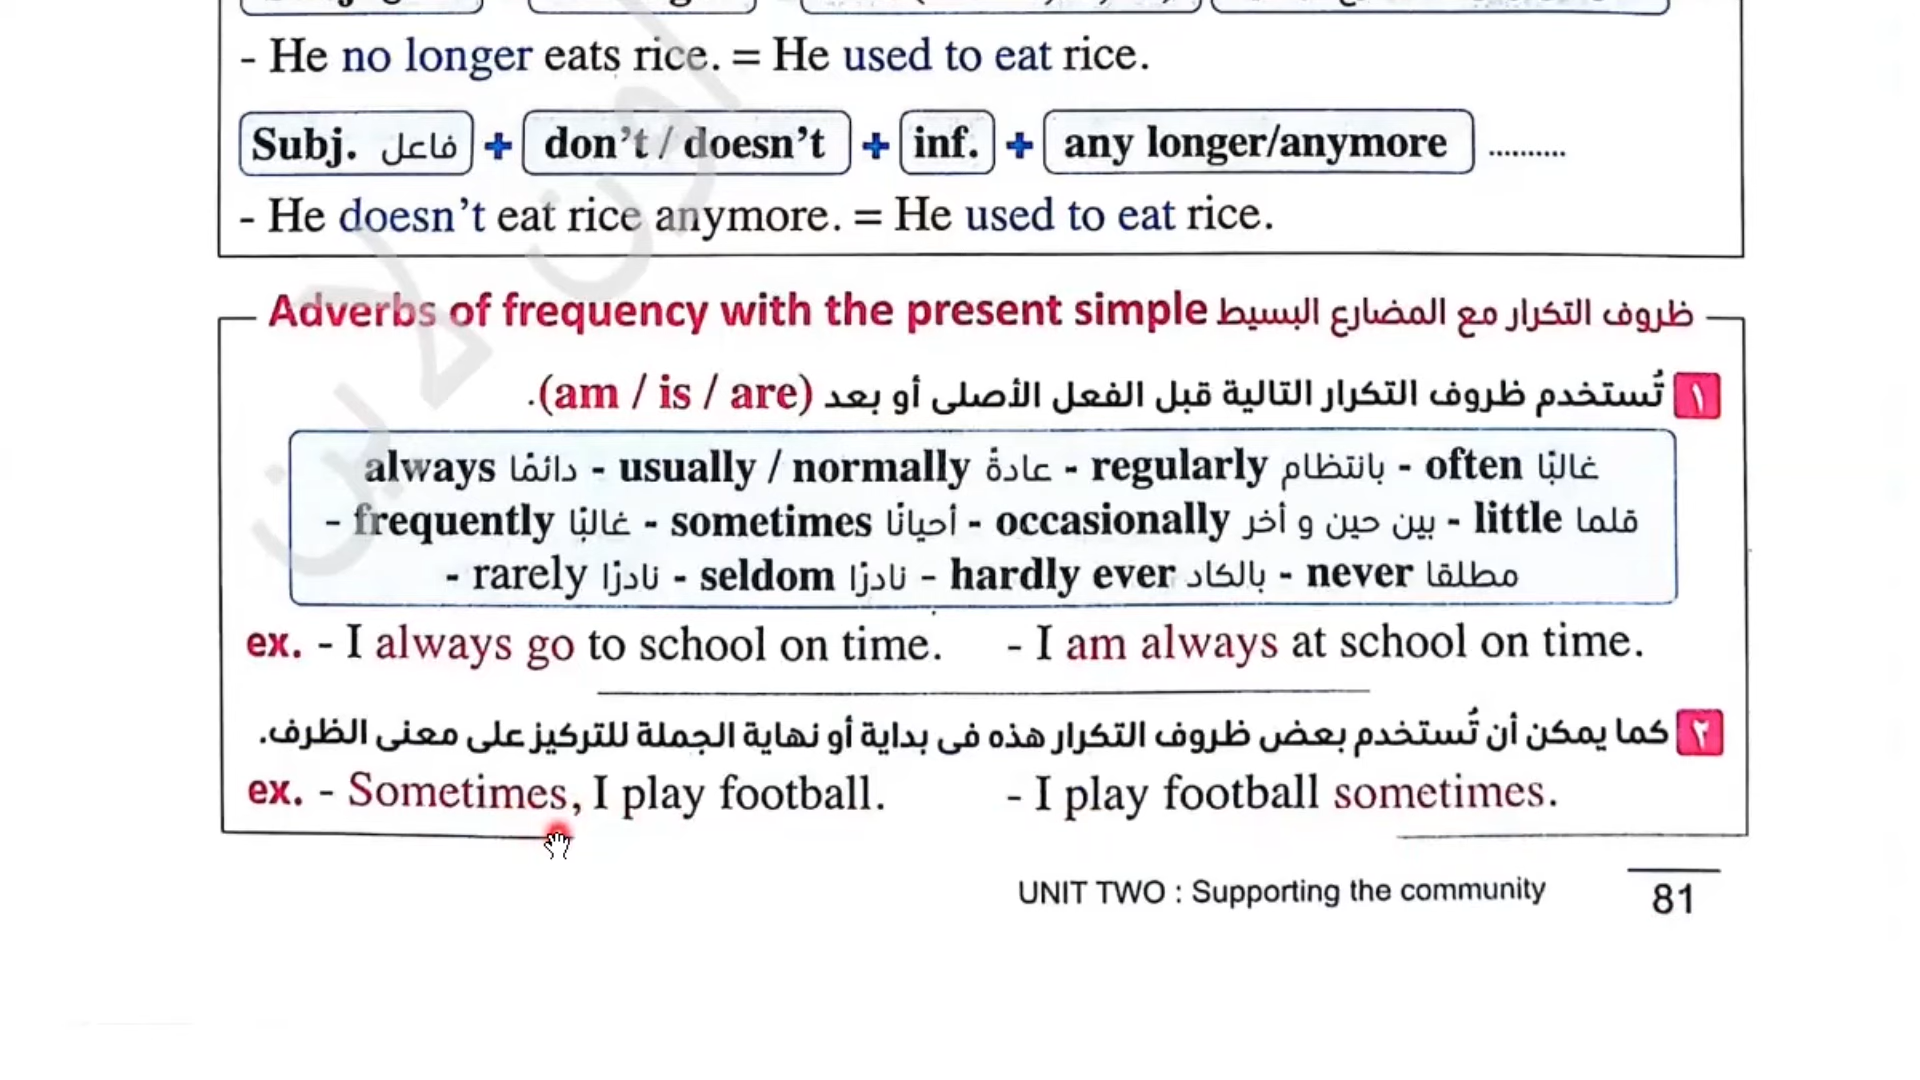 - He no longer eats rice. = He used to eat rice.
Subj. فاعل + don't / doesn't + inf. + any longer/anymore ..........
- He doesn't eat rice anymore. = He used to eat rice.
Adverbs of frequency with the present simple ظروف التكرار مع المضارع البسيط
١ تُستخدم ظروف التكرار التالية قبل الفعل الأصلى أو بعد (am / is / are).
always دائمًا - usually / normally عادةً - regularly بانتظام - often غالبًا
- frequently غالبًا - sometimes أحيانًا - occasionally بين حين و أخر - little قلما
- rarely نادرًا - seldom نادرًا - hardly ever بالكاد - never مطلقا
ex. - I always go to school on time. - I am always at school on time.
٢ كما يمكن أن تُستخدم بعض ظروف التكرار هذه فى بداية أو نهاية الجملة للتركيز على معنى الظرف.
ex. - Sometimes, I play football. - I play football sometimes.
UNIT TWO : Supporting the community 81